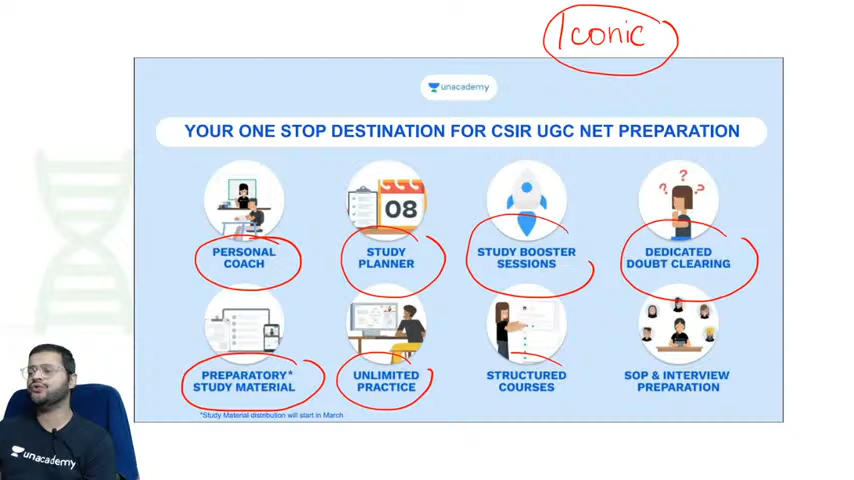 Iconic
unacademy
YOUR ONE STOP DESTINATION FOR CSIR UGC NET PREPARATION
08
PERSONAL
COACH
STUDY
PLANNER
STUDY BOOSTER
SESSIONS
DEDICATED
DOUBT CLEARING
PREPARATORY*
STUDY MATERIAL
UNLIMITED
PRACTICE
STRUCTURED
COURSES
SOP & INTERVIEW
PREPARATION
*Study Material distribution will start in March
unacademy